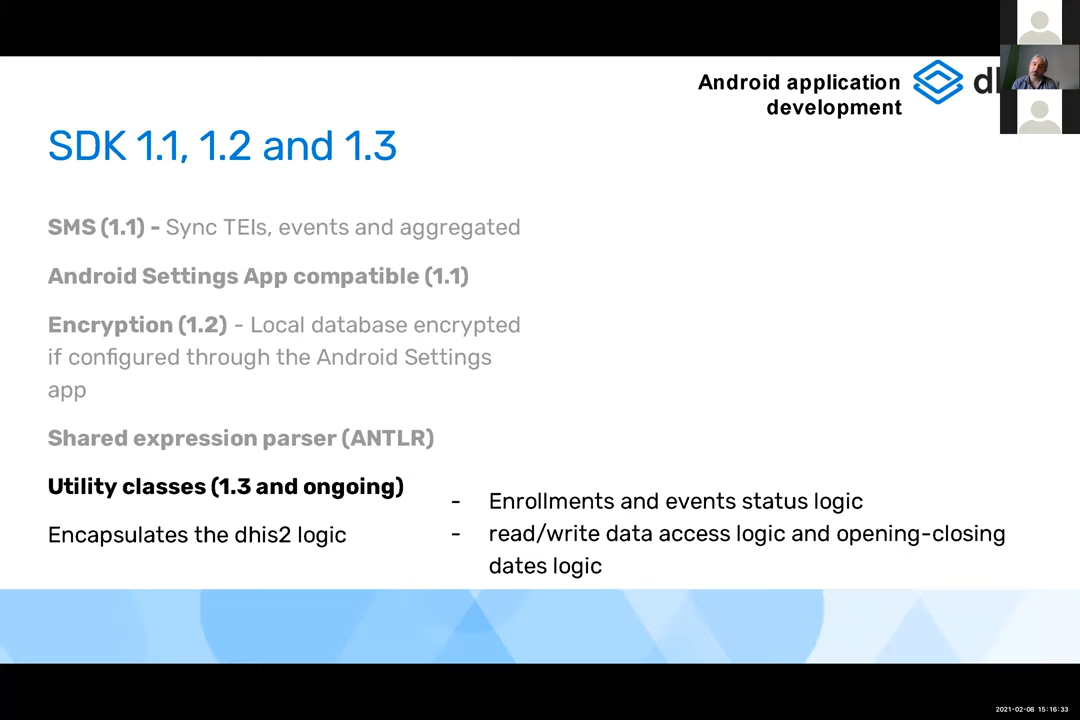 Android application
development
SDK 1.1, 1.2 and 1.3
SMS (1.1) - Sync TEIs, events and aggregated
Android Settings App compatible (1.1)
Encryption (1.2) - Local database encrypted
if configured through the Android Settings
app
Shared expression parser (ANTLR)
Utility classes (1.3 and ongoing)
Encapsulates the dhis2 logic
- Enrollments and events status logic
- read/write data access logic and opening-closing
dates logic
2021-02-08 15:16:33